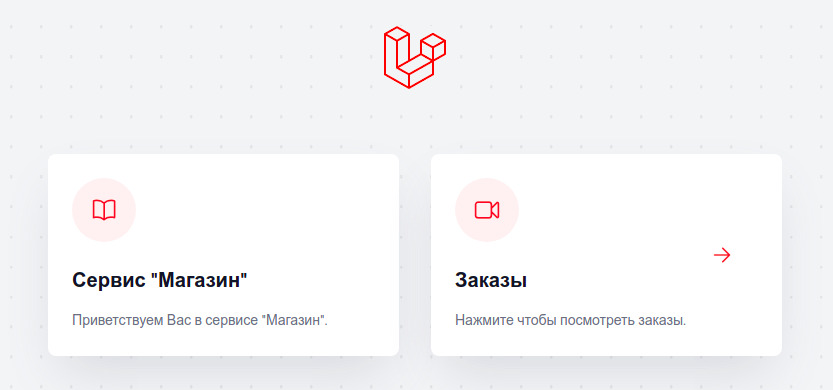 Сервис "Магазин"
Приветствуем Вас в сервисе "Магазин".
Заказы
Нажмите чтобы посмотреть заказы.